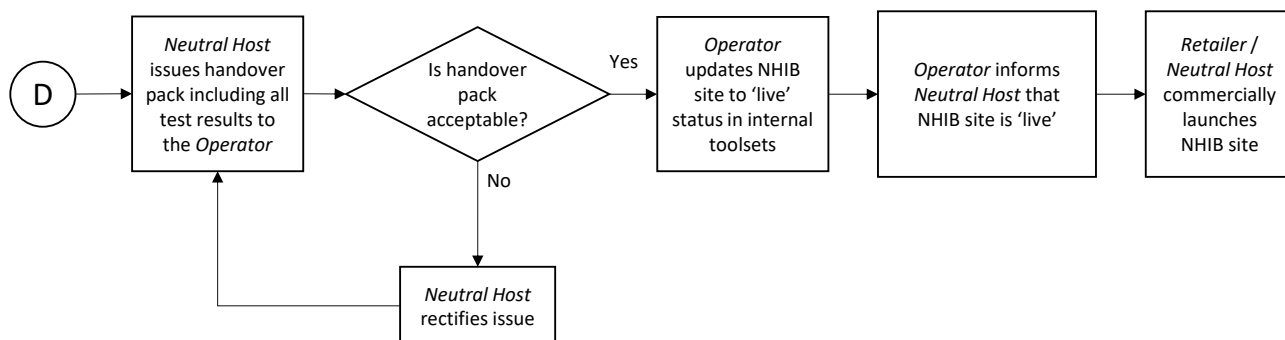 D
Neutral Host
issues handover
pack including all
test results to
the Operator
Is handover
pack
acceptable?
Yes
No
Operator
updates NHIB
site to ‘live’
status in internal
toolsets
Operator informs
Neutral Host that
NHIB site is ‘live’
Retailer /
Neutral Host
commercially
launches
NHIB site
Neutral Host
rectifies issue